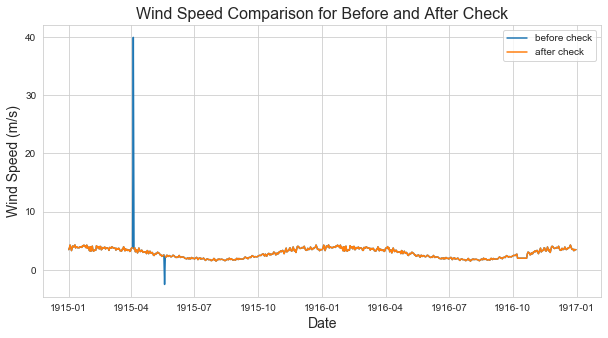 Wind Speed Comparison for Before and After Check
before check
after check
Wind Speed (m/s)
40
30
20
10
0
1915-01 1915-04 1915-07 1915-10 1916-01 1916-04 1916-07 1916-10 1917-01
Date